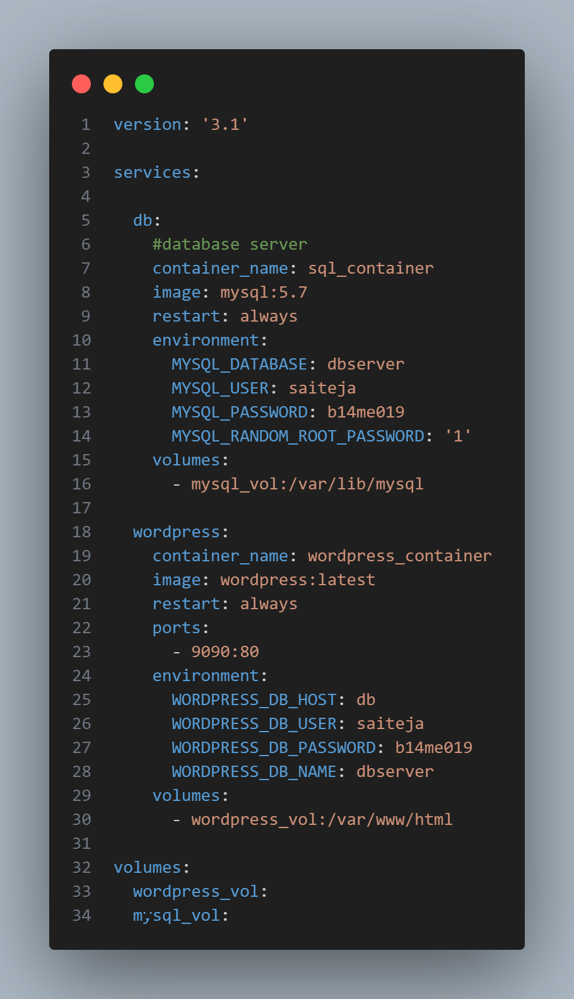 1 version: '3.1'
2
3 services:
4
5   db:
6     #database server
7     container_name: sql_container
8     image: mysql:5.7
9     restart: always
10     environment:
11       MYSQL_DATABASE: dbserver
12       MYSQL_USER: saiteja
13       MYSQL_PASSWORD: b14me019
14       MYSQL_RANDOM_ROOT_PASSWORD: '1'
15     volumes:
16       - mysql_vol:/var/lib/mysql
17
18   wordpress:
19     container_name: wordpress_container
20     image: wordpress:latest
21     restart: always
22     ports:
23       - 9090:80
24     environment:
25       WORDPRESS_DB_HOST: db
26       WORDPRESS_DB_USER: saiteja
27       WORDPRESS_DB_PASSWORD: b14me019
28       WORDPRESS_DB_NAME: dbserver
29     volumes:
30       - wordpress_vol:/var/www/html
31
32 volumes:
33   wordpress_vol:
34   mysql_vol: